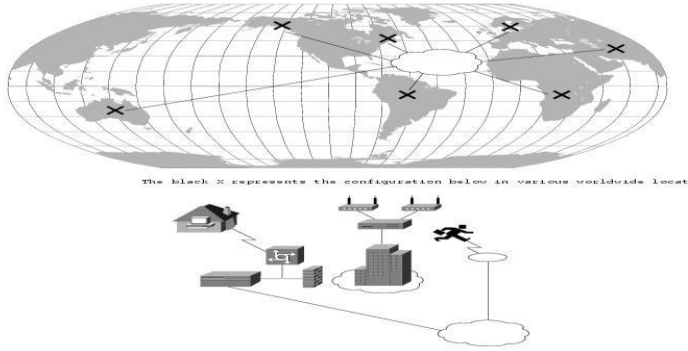 The black X represents the configuration below in various worldwide locat